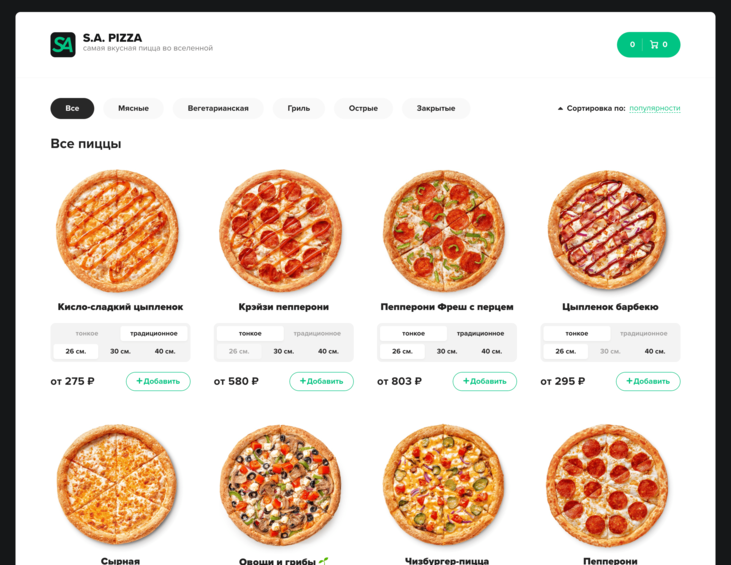 SA
S.A. PIZZA
самая вкусная пицца во вселенной
0 0
Все Мясные Вегетарианская Гриль Острые Закрытые Сортировка по: популярности
Все пиццы
Кисло-сладкий цыпленок Крэйзи пепперони Пепперони Фреш с перцем Цыпленок барбекю
тонкое традиционное тонкое традиционное тонкое традиционное тонкое традиционное
26 см. 30 см. 40 см. 26 см. 30 см. 40 см. 26 см. 30 см. 40 см. 26 см. 30 см. 40 см.
от 275 ₽ +Добавить от 580 ₽ +Добавить от 803 ₽ +Добавить от 295 ₽ +Добавить
Сырная Овощи и грибы Чизбургер-пицца Пепперони